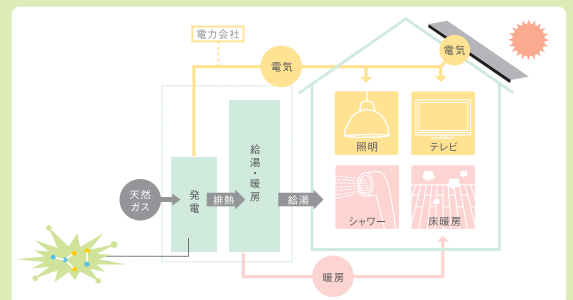 電力会社
電気
電気
照明
テレビ
天然
ガス
発電
排熱
給湯・暖房
給湯
シャワー
床暖房
暖房